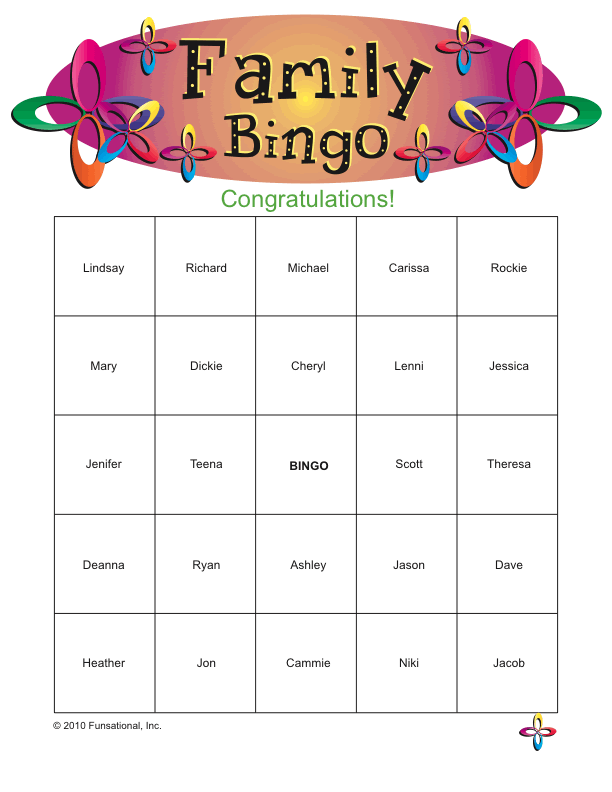 Family
Bingo
Congratulations!
Lindsay Richard Michael Carissa Rockie
Mary Dickie Cheryl Lenni Jessica
Jenifer Teena BINGO Scott Theresa
Deanna Ryan Ashley Jason Dave
Heather Jon Cammie Niki Jacob
© 2010 Funsational, Inc.